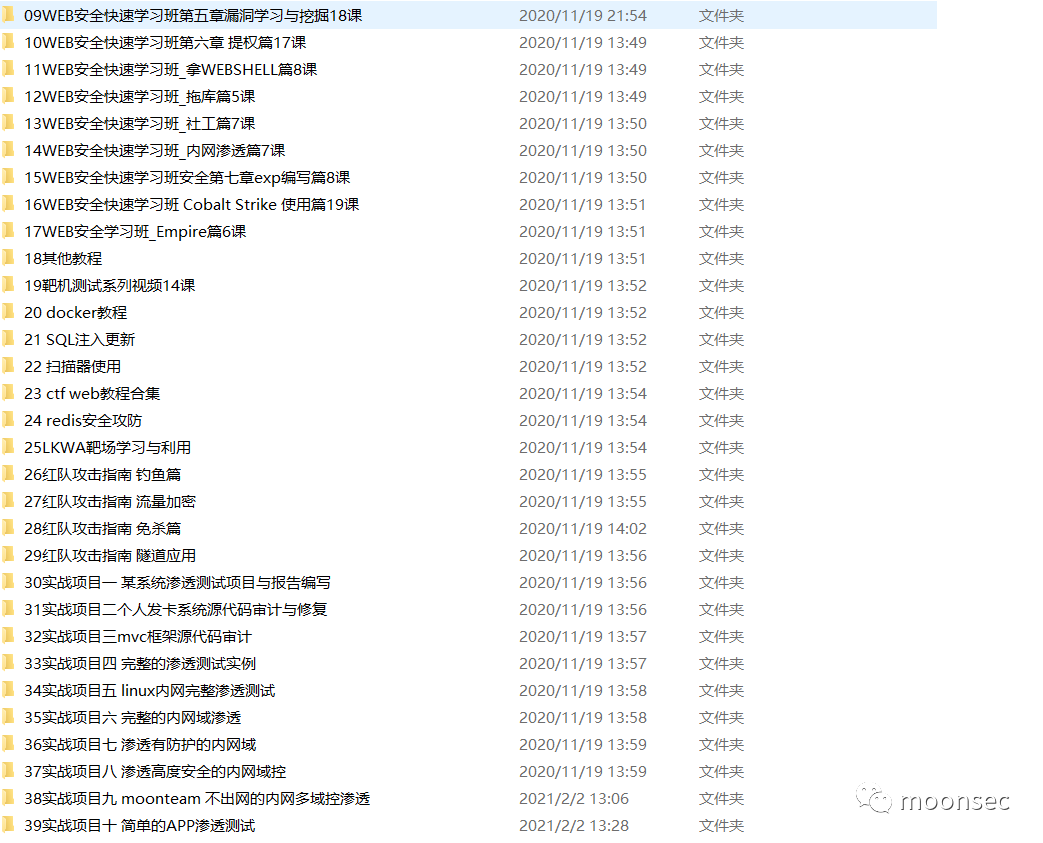 09WEB安全快速学习班第五章漏洞学习与挖掘18课 2020/11/19 21:54 文件夹
10WEB安全快速学习班第六章 提权篇17课 2020/11/19 13:49 文件夹
11WEB安全快速学习班_拿WEBSHELL篇8课 2020/11/19 13:49 文件夹
12WEB安全快速学习班_拖库篇5课 2020/11/19 13:49 文件夹
13WEB安全快速学习班_社工篇7课 2020/11/19 13:50 文件夹
14WEB安全快速学习班_内网渗透篇7课 2020/11/19 13:50 文件夹
15WEB安全快速学习班安全第七章exp编写篇8课 2020/11/19 13:50 文件夹
16WEB安全快速学习班 Cobalt Strike 使用篇19课 2020/11/19 13:51 文件夹
17WEB安全学习班_Empire篇6课 2020/11/19 13:51 文件夹
18其他教程 2020/11/19 13:51 文件夹
19靶机测试系列视频14课 2020/11/19 13:52 文件夹
20 docker教程 2020/11/19 13:52 文件夹
21 SQL注入更新 2020/11/19 13:52 文件夹
22 扫描器使用 2020/11/19 13:52 文件夹
23 ctf web教程合集 2020/11/19 13:54 文件夹
24 redis安全攻防 2020/11/19 13:54 文件夹
25LKWA靶场学习与利用 2020/11/19 13:54 文件夹
26红队攻击指南 钓鱼篇 2020/11/19 13:55 文件夹
27红队攻击指南 流量加密 2020/11/19 13:55 文件夹
28红队攻击指南 免杀篇 2020/11/19 14:02 文件夹
29红队攻击指南 隧道应用 2020/11/19 13:56 文件夹
30实战项目一 某系统渗透测试项目与报告编写 2020/11/19 13:56 文件夹
31实战项目二个人发卡系统源代码审计与修复 2020/11/19 13:56 文件夹
32实战项目三mvc框架源代码审计 2020/11/19 13:57 文件夹
33实战项目四 完整的渗透测试实例 2020/11/19 13:57 文件夹
34实战项目五 linux内网完整渗透测试 2020/11/19 13:58 文件夹
35实战项目六 完整的内网域渗透 2020/11/19 13:58 文件夹
36实战项目七 渗透有防护的内网域 2020/11/19 13:59 文件夹
37实战项目八 渗透高度安全的内网域控 2020/11/19 13:59 文件夹
38实战项目九 moonteam 不出网的内网多域控渗透 2021/2/2 13:06 文件夹
39实战项目十 简单的APP渗透测试 2021/2/2 13:28 文件夹
moonsec